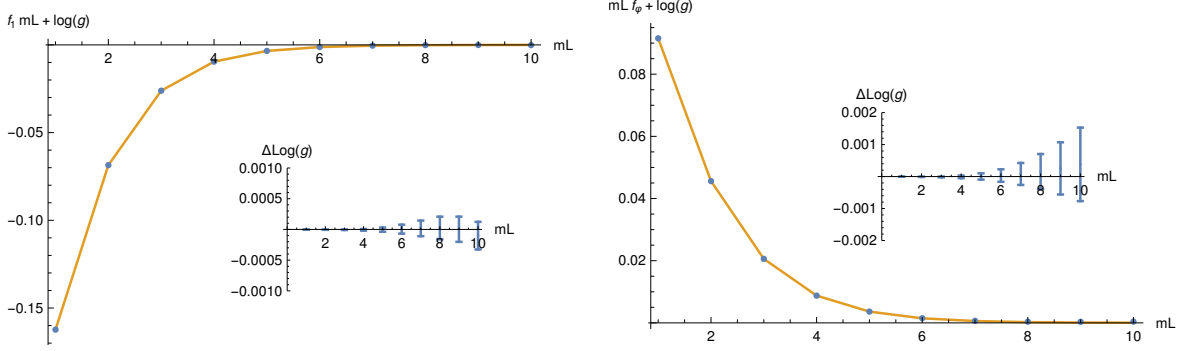 f₁ mL + log(g)
mL
2 4 6 8 10
−0.05
−0.10
−0.15
ΔLog(g)
0.0010
0.0005
−0.0005
−0.0010
2 4 6 8 10
mL
mL fφ + log(g)
0.08
0.06
0.04
0.02
2 4 6 8 10
mL
ΔLog(g)
0.002
0.001
−0.001
−0.002
2 4 6 8 10
mL